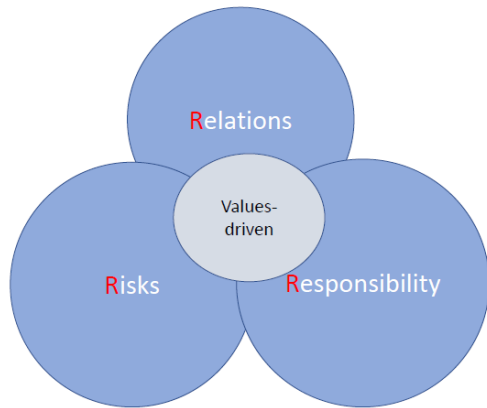 Relations
Values-
driven
Risks
Responsibility